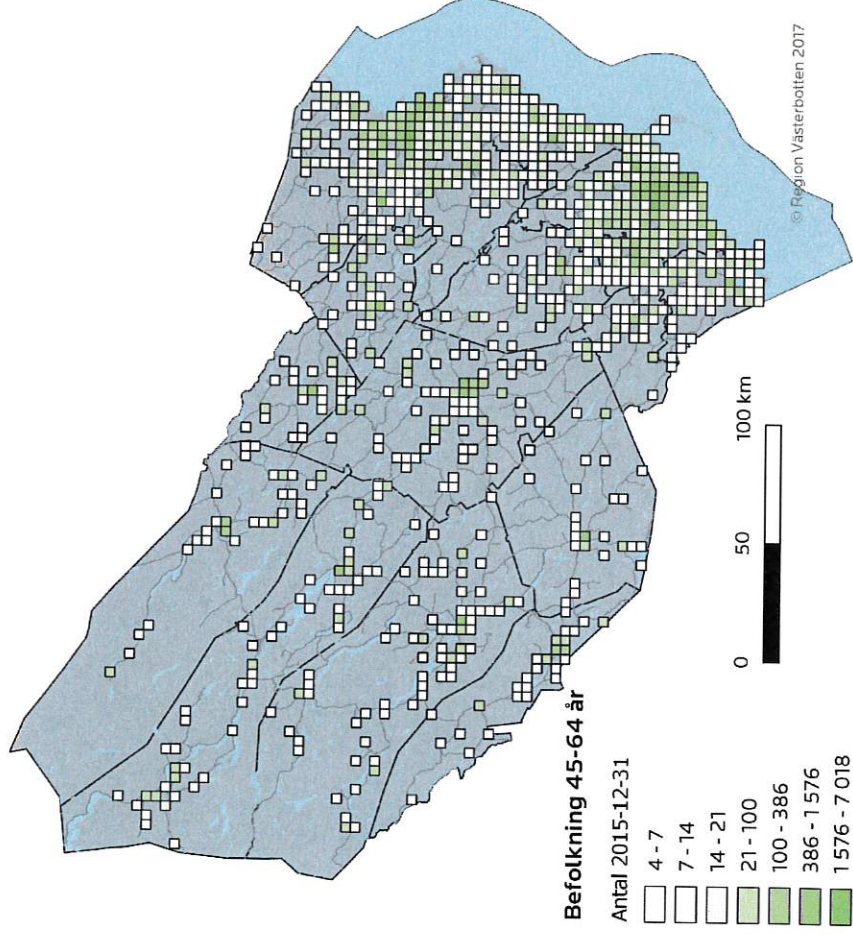 Befolkning 45-64 år
Antal 2015-12-31
4 - 7
7 - 14
14 - 21
21 - 100
100 - 386
386 - 1 576
1 576 - 7 018
0 50 100 km
© Region Västerbotten 2017